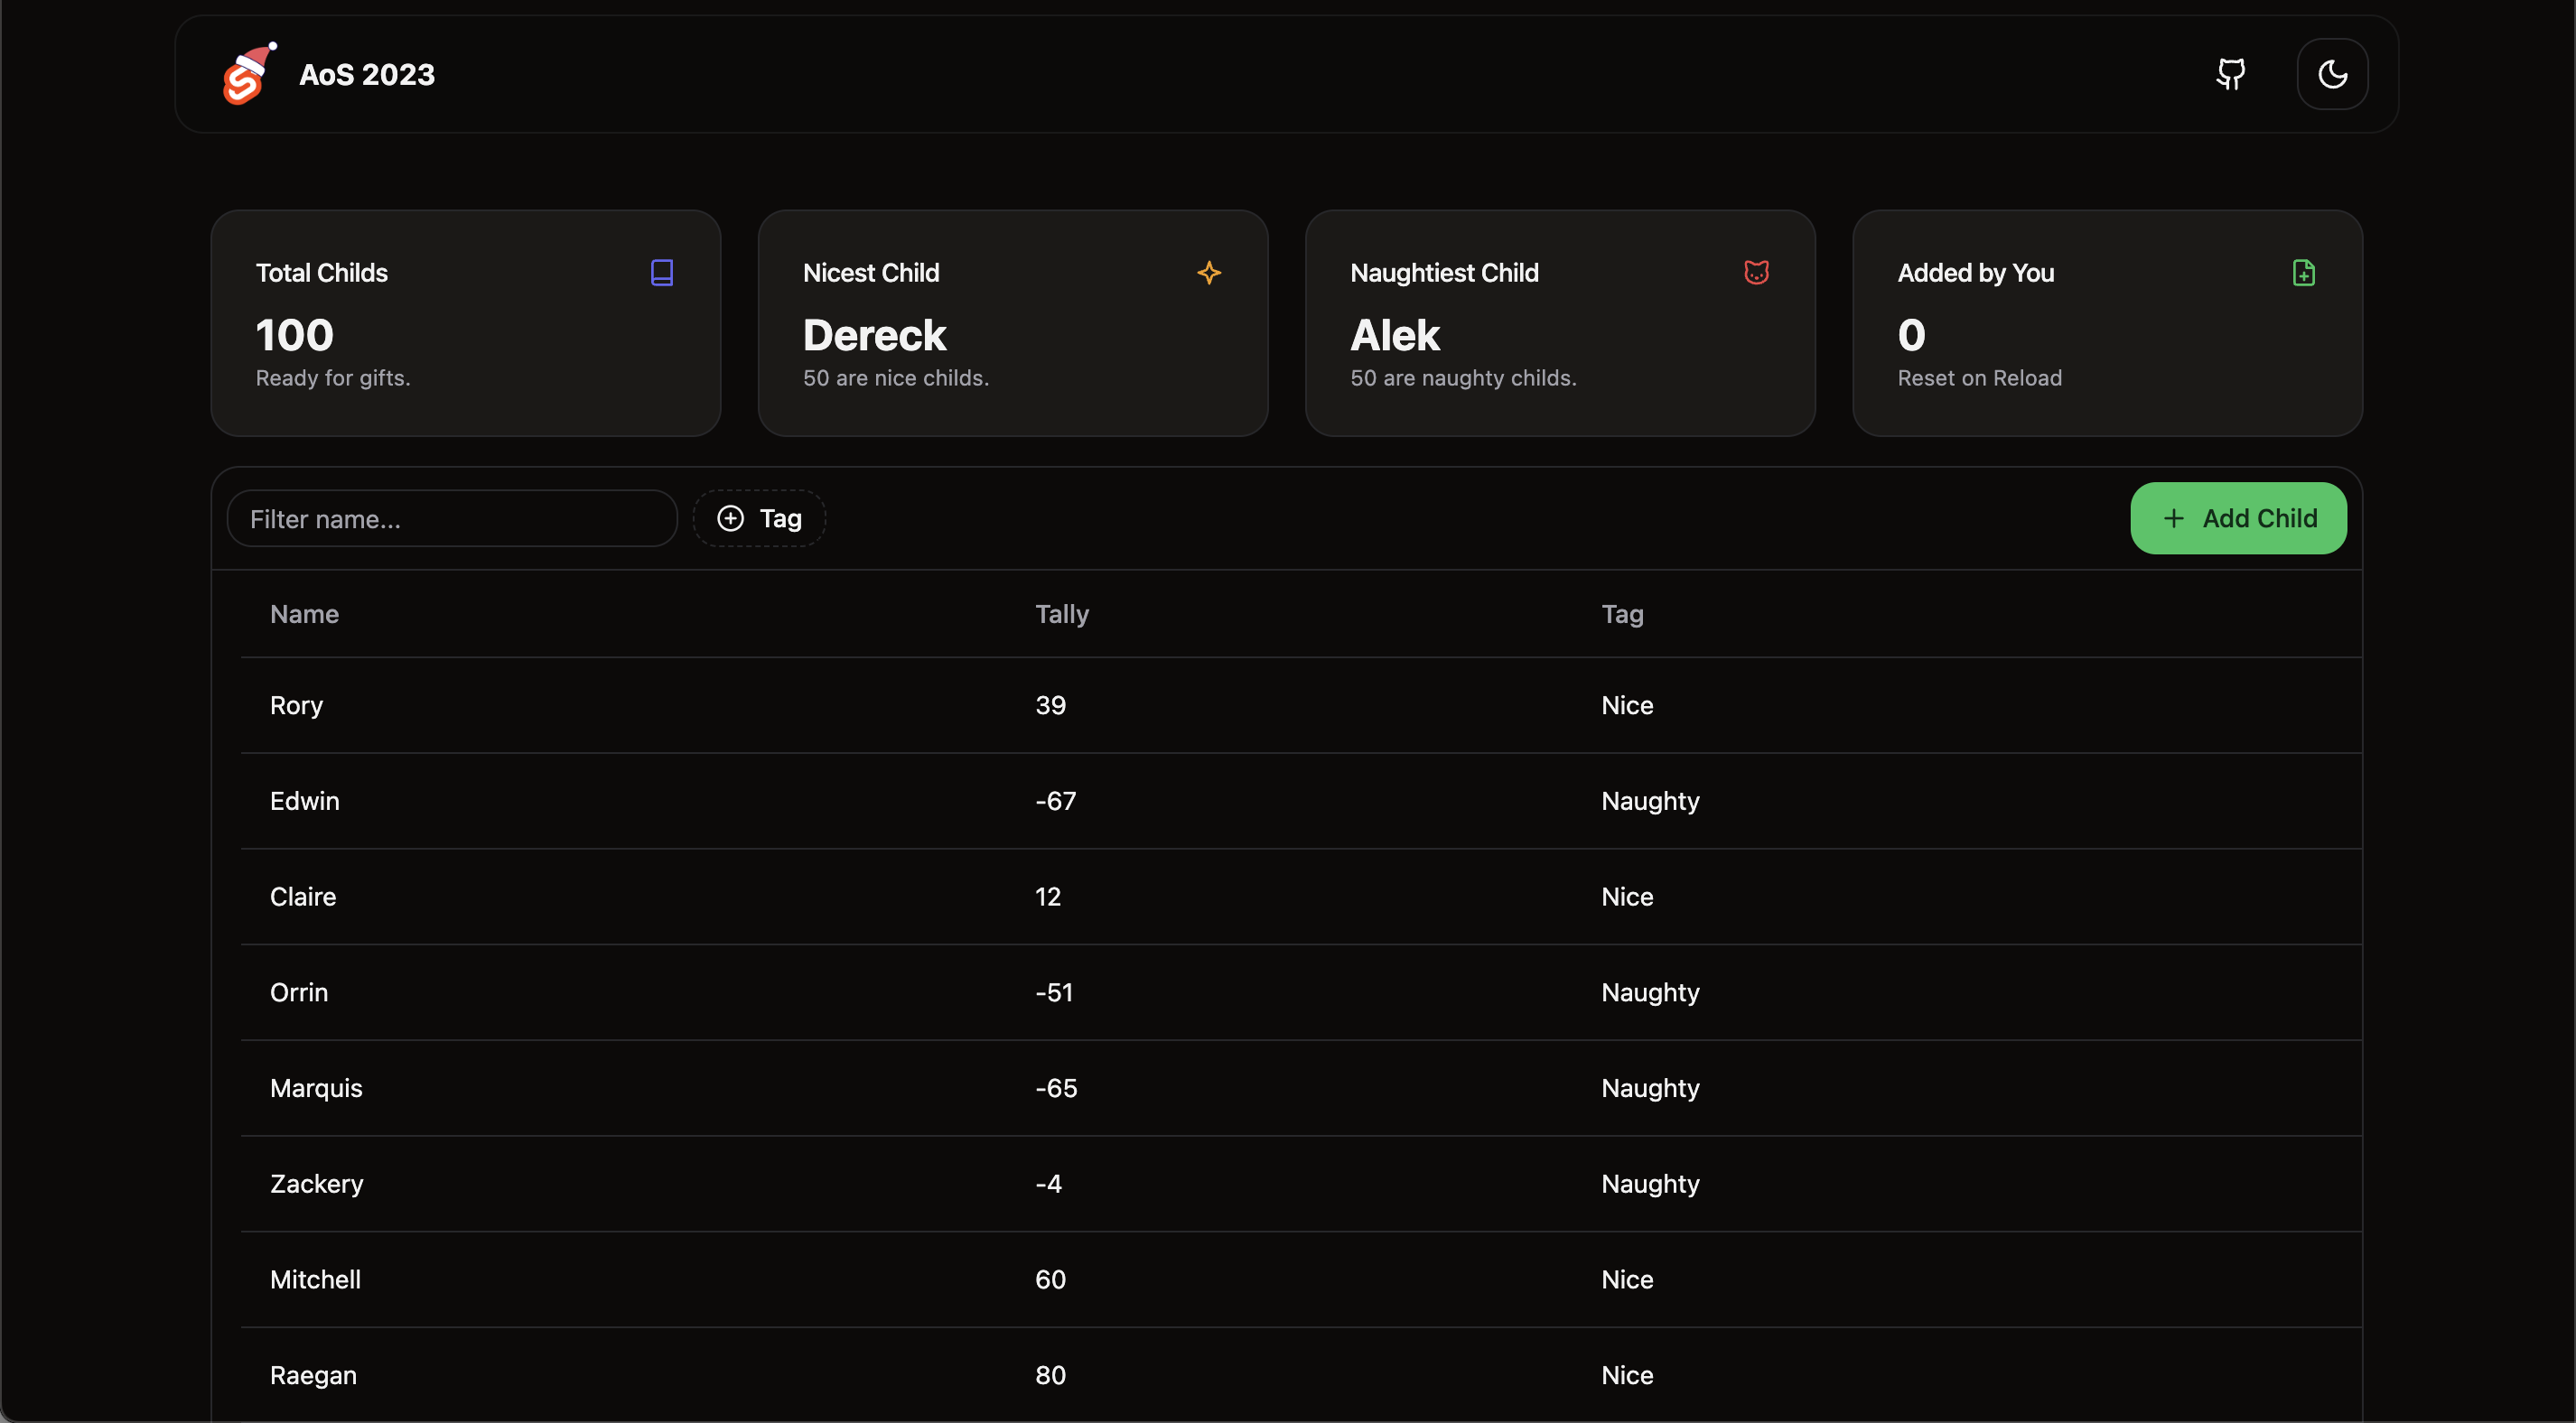 AoS 2023
Total Childs
100
Ready for gifts.
Nicest Child
Dereck
50 are nice childs.
Naughtiest Child
Alek
50 are naughty childs.
Added by You
0
Reset on Reload
Filter name...
Tag
Add Child
Name Tally Tag
Rory 39 Nice
Edwin -67 Naughty
Claire 12 Nice
Orrin -51 Naughty
Marquis -65 Naughty
Zackery -4 Naughty
Mitchell 60 Nice
Raegan 80 Nice